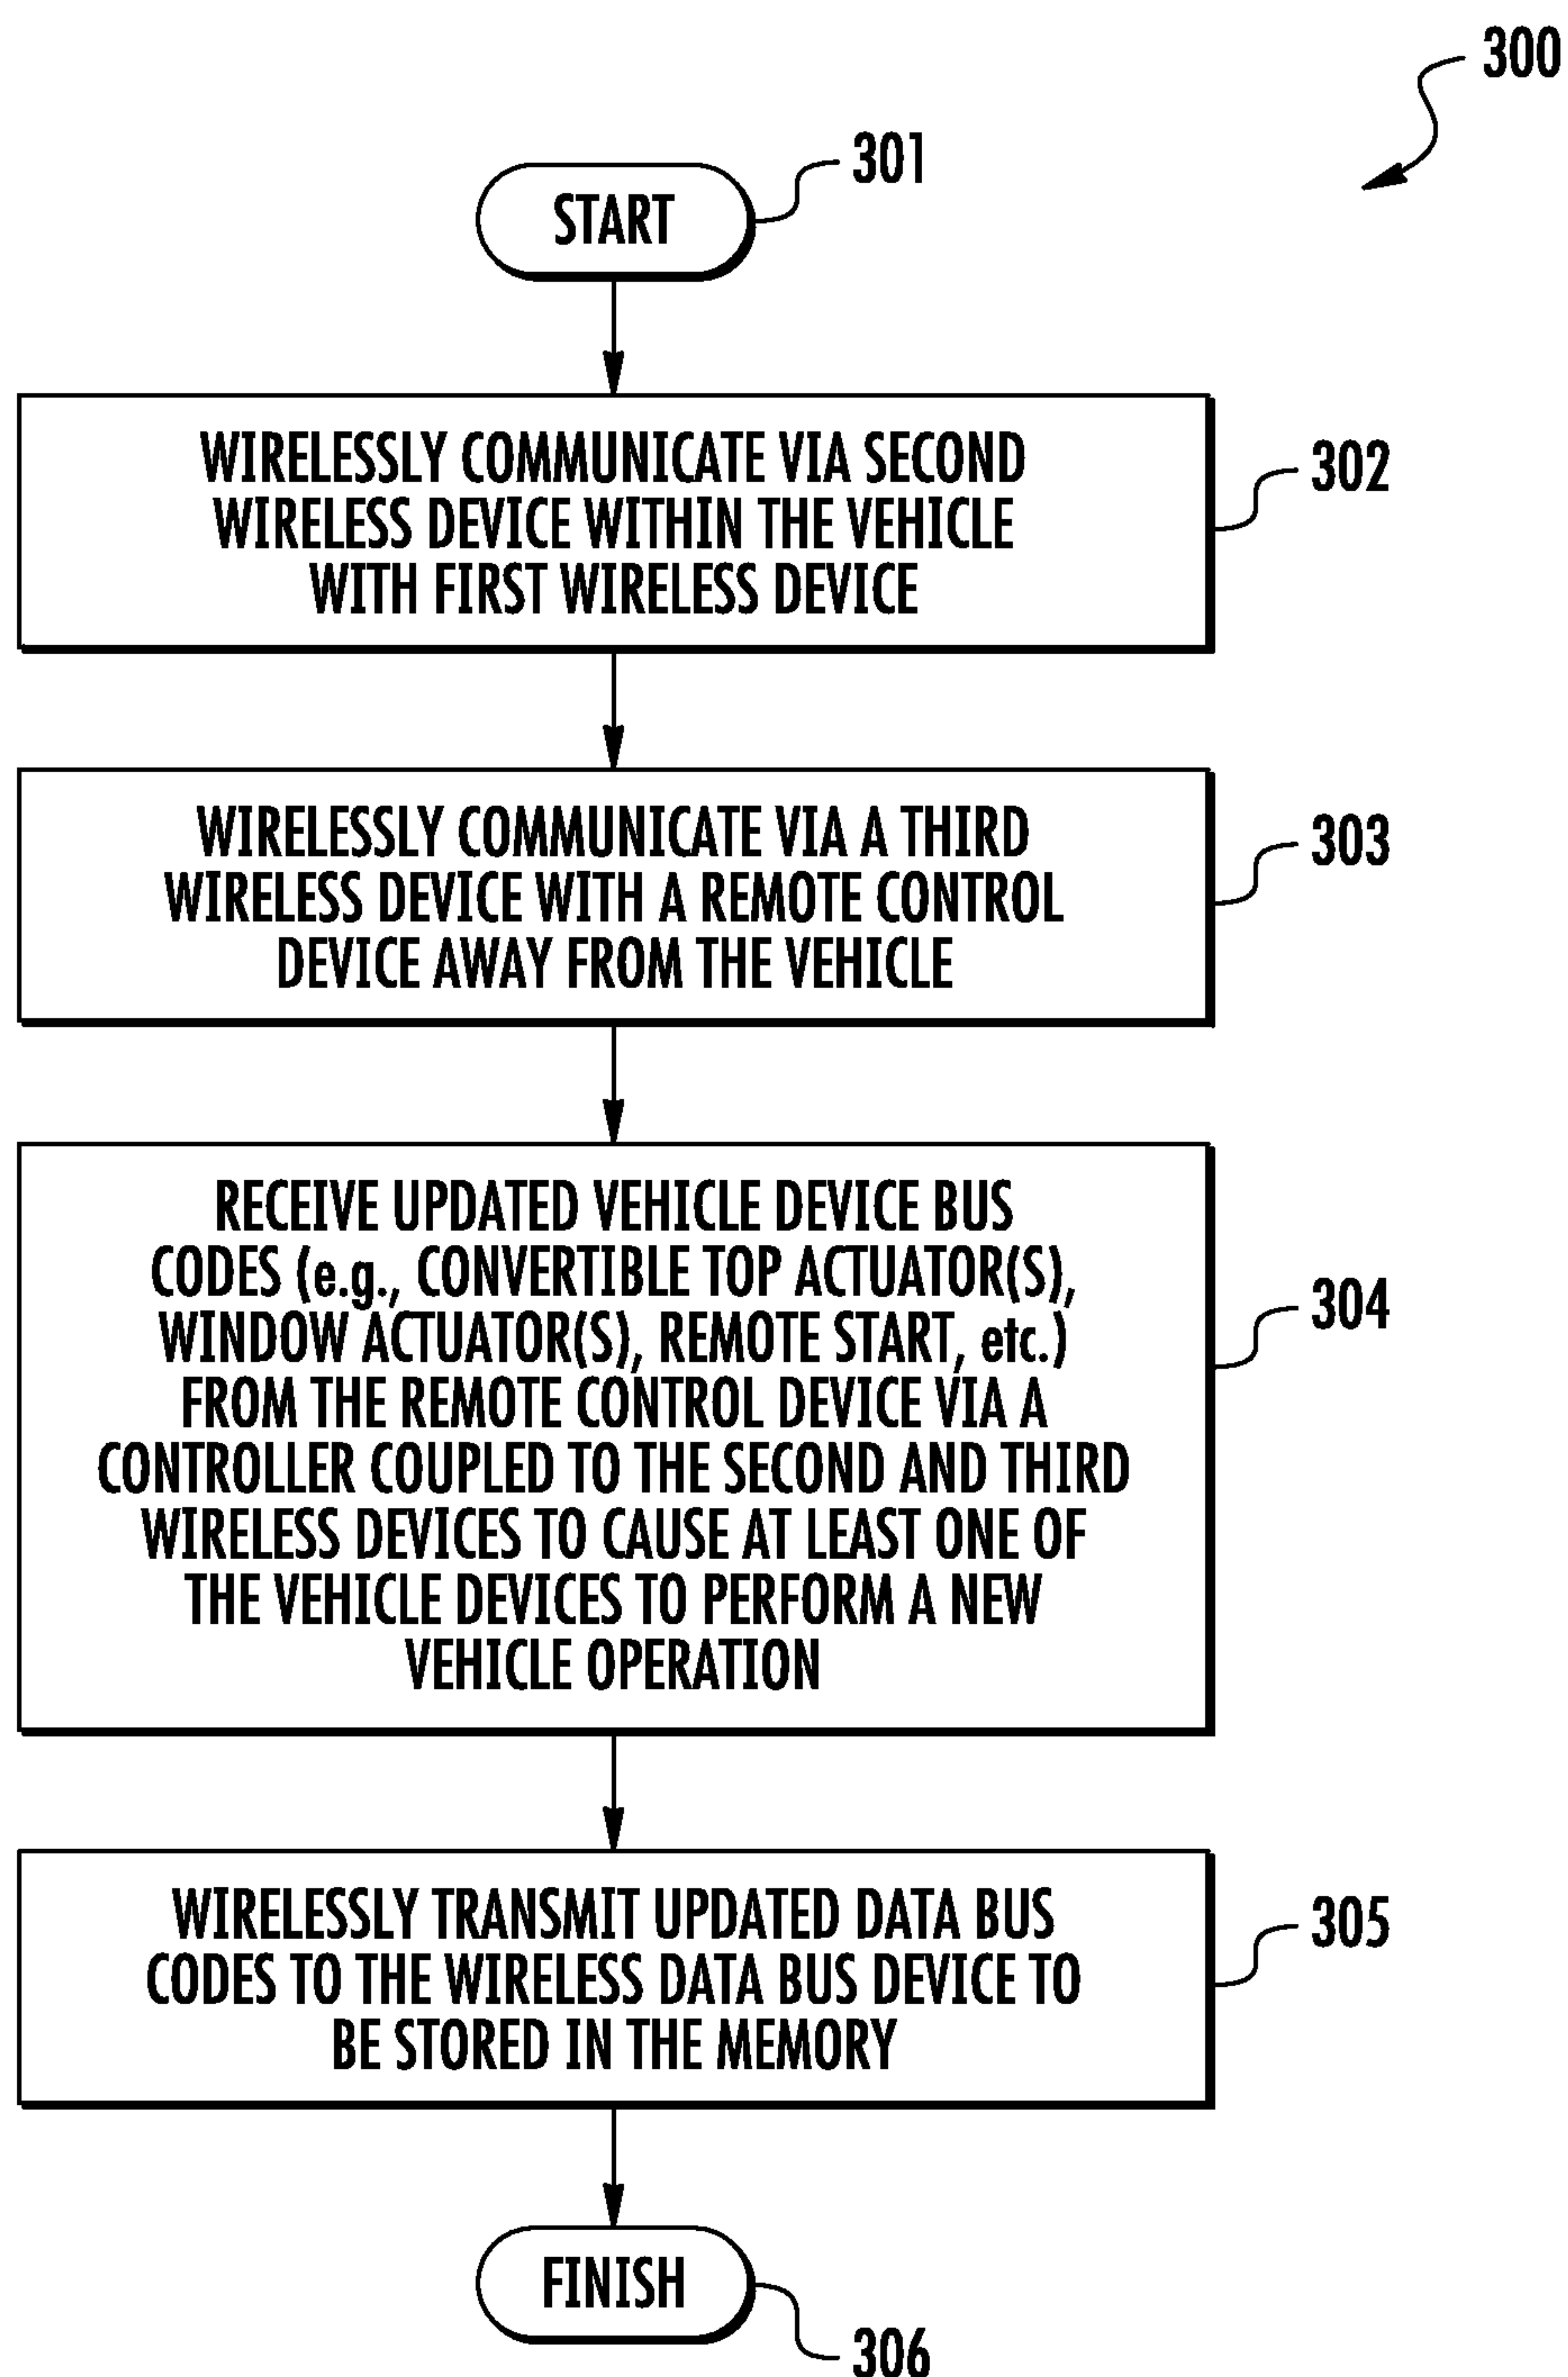 300
301
START
WIRELESSLY COMMUNICATE VIA SECOND
WIRELESS DEVICE WITHIN THE VEHICLE
WITH FIRST WIRELESS DEVICE
302
WIRELESSLY COMMUNICATE VIA A THIRD
WIRELESS DEVICE WITH A REMOTE CONTROL
DEVICE AWAY FROM THE VEHICLE
303
RECEIVE UPDATED VEHICLE DEVICE BUS
CODES (e.g., CONVERTIBLE TOP ACTUATOR(S),
WINDOW ACTUATOR(S), REMOTE START, etc.)
FROM THE REMOTE CONTROL DEVICE VIA A
CONTROLLER COUPLED TO THE SECOND AND THIRD
WIRELESS DEVICES TO CAUSE AT LEAST ONE OF
THE VEHICLE DEVICES TO PERFORM A NEW
VEHICLE OPERATION
304
WIRELESSLY TRANSMIT UPDATED DATA BUS
CODES TO THE WIRELESS DATA BUS DEVICE TO
BE STORED IN THE MEMORY
305
FINISH
306